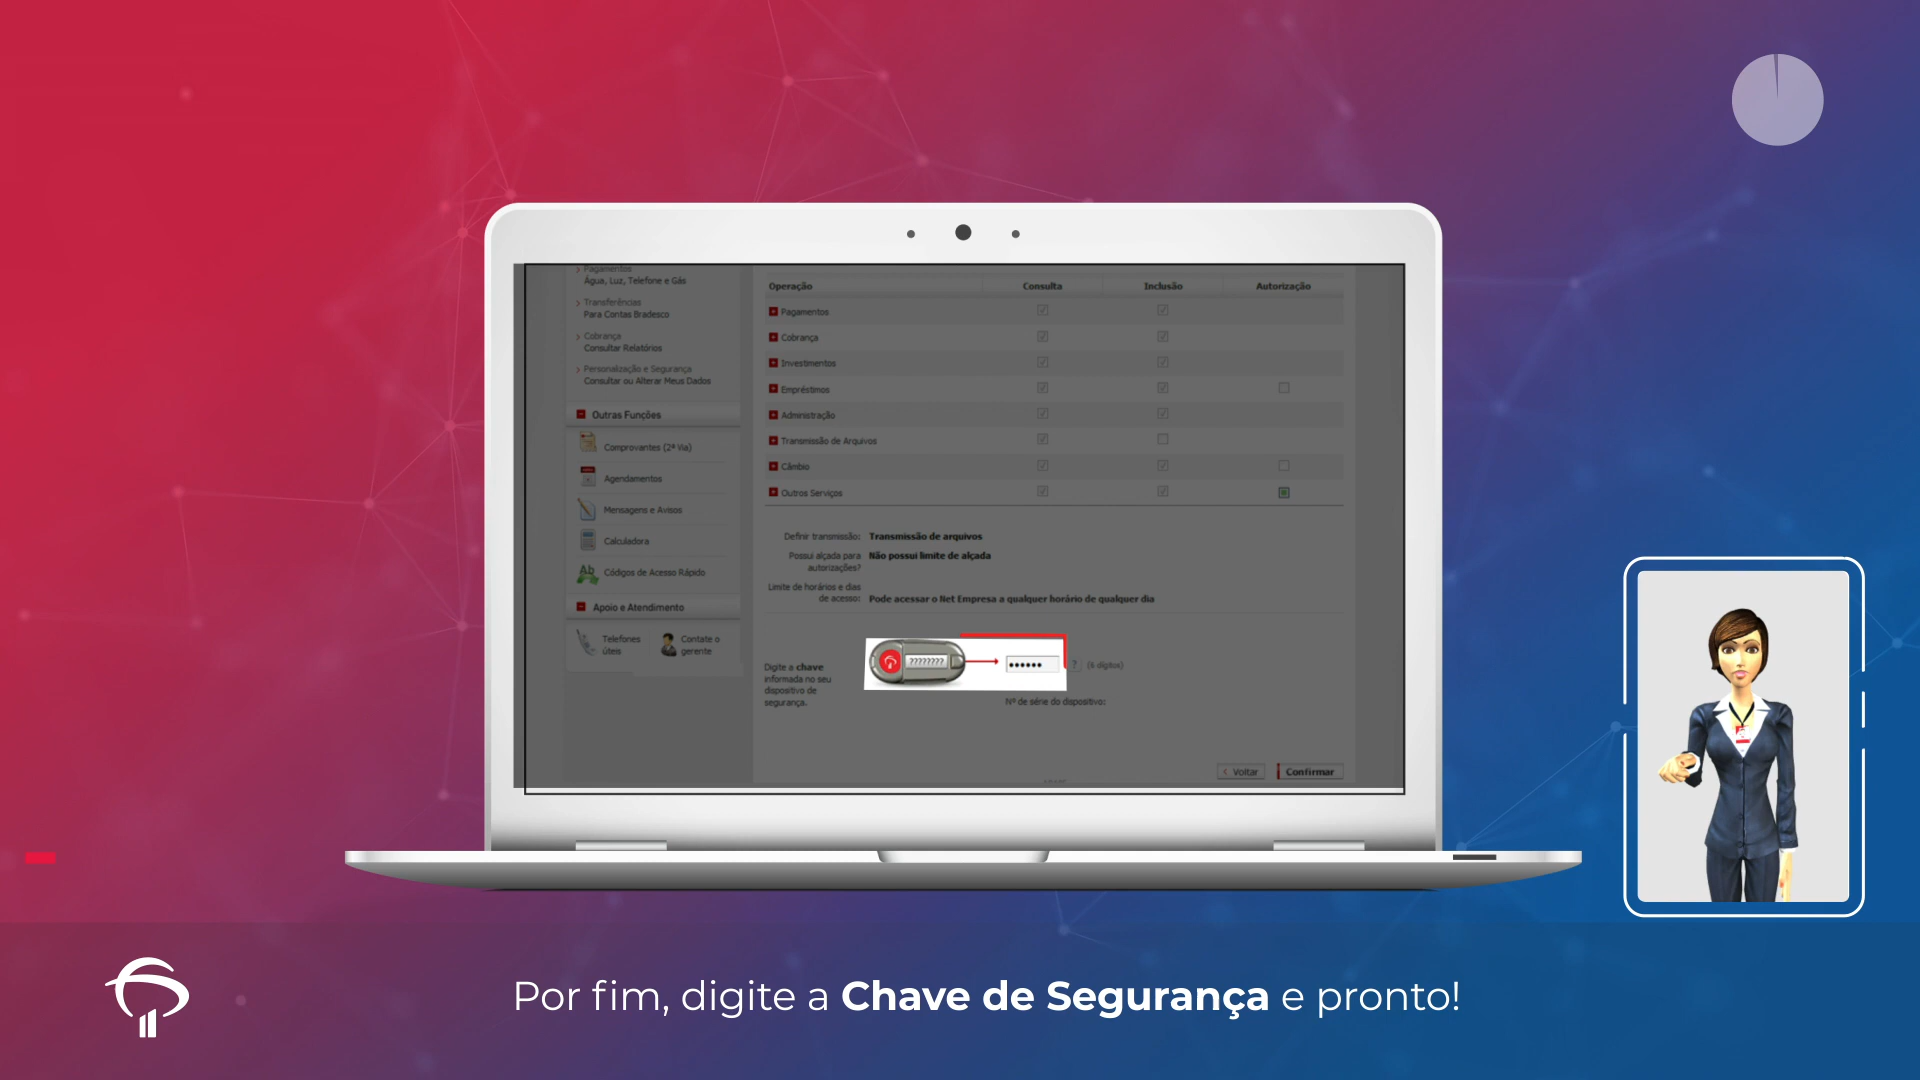 Pagamentos
Água, Luz, Telefone e Gás
Transferências
Para Contas Bradesco
Cobrança
Consultar Relatórios
Personalização e Segurança
Consultar ou Alterar Meus Dados
Outras Funções
Comprovantes (2ª Via)
Agendamentos
Mensagens e Avisos
Calculadora
Ab
Códigos de Acesso Rápido
Apoio e Atendimento
Telefones
úteis
Contate o
gerente
Operação Consulta Inclusão Autorização
Pagamentos
Cobrança
Investimentos
Empréstimos
Administração
Transmissão de Arquivos
Câmbio
Outros Serviços
Definir transmissão: Transmissão de arquivos
Possui alçada para Não possui limite de alçada
autorizações?
Limite de horários e dias
de acesso: Pode acessar o Net Empresa a qualquer horário de qualquer dia
Digite a chave
informada no seu
dispositivo de
segurança.
????????
? (6 dígitos)
Nº de série do dispositivo:
Voltar Confirmar
Por fim, digite a Chave de Segurança e pronto!